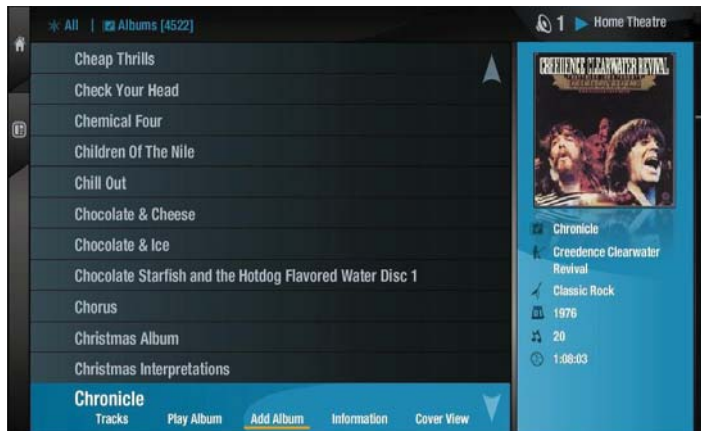 All | Albums [4522]
1 Home Theatre
Cheap Thrills
Check Your Head
Chemical Four
Children Of The Nile
Chill Out
Chocolate & Cheese
Chocolate & Ice
Chocolate Starfish and the Hotdog Flavored Water Disc 1
Chorus
Christmas Album
Christmas Interpretations
Chronicle
Tracks Play Album Add Album Information Cover View
CREEDENCE CLEARWATER REVIVAL
Chronicle
Creedence Clearwater
Revival
Classic Rock
1976
20
1:08:03